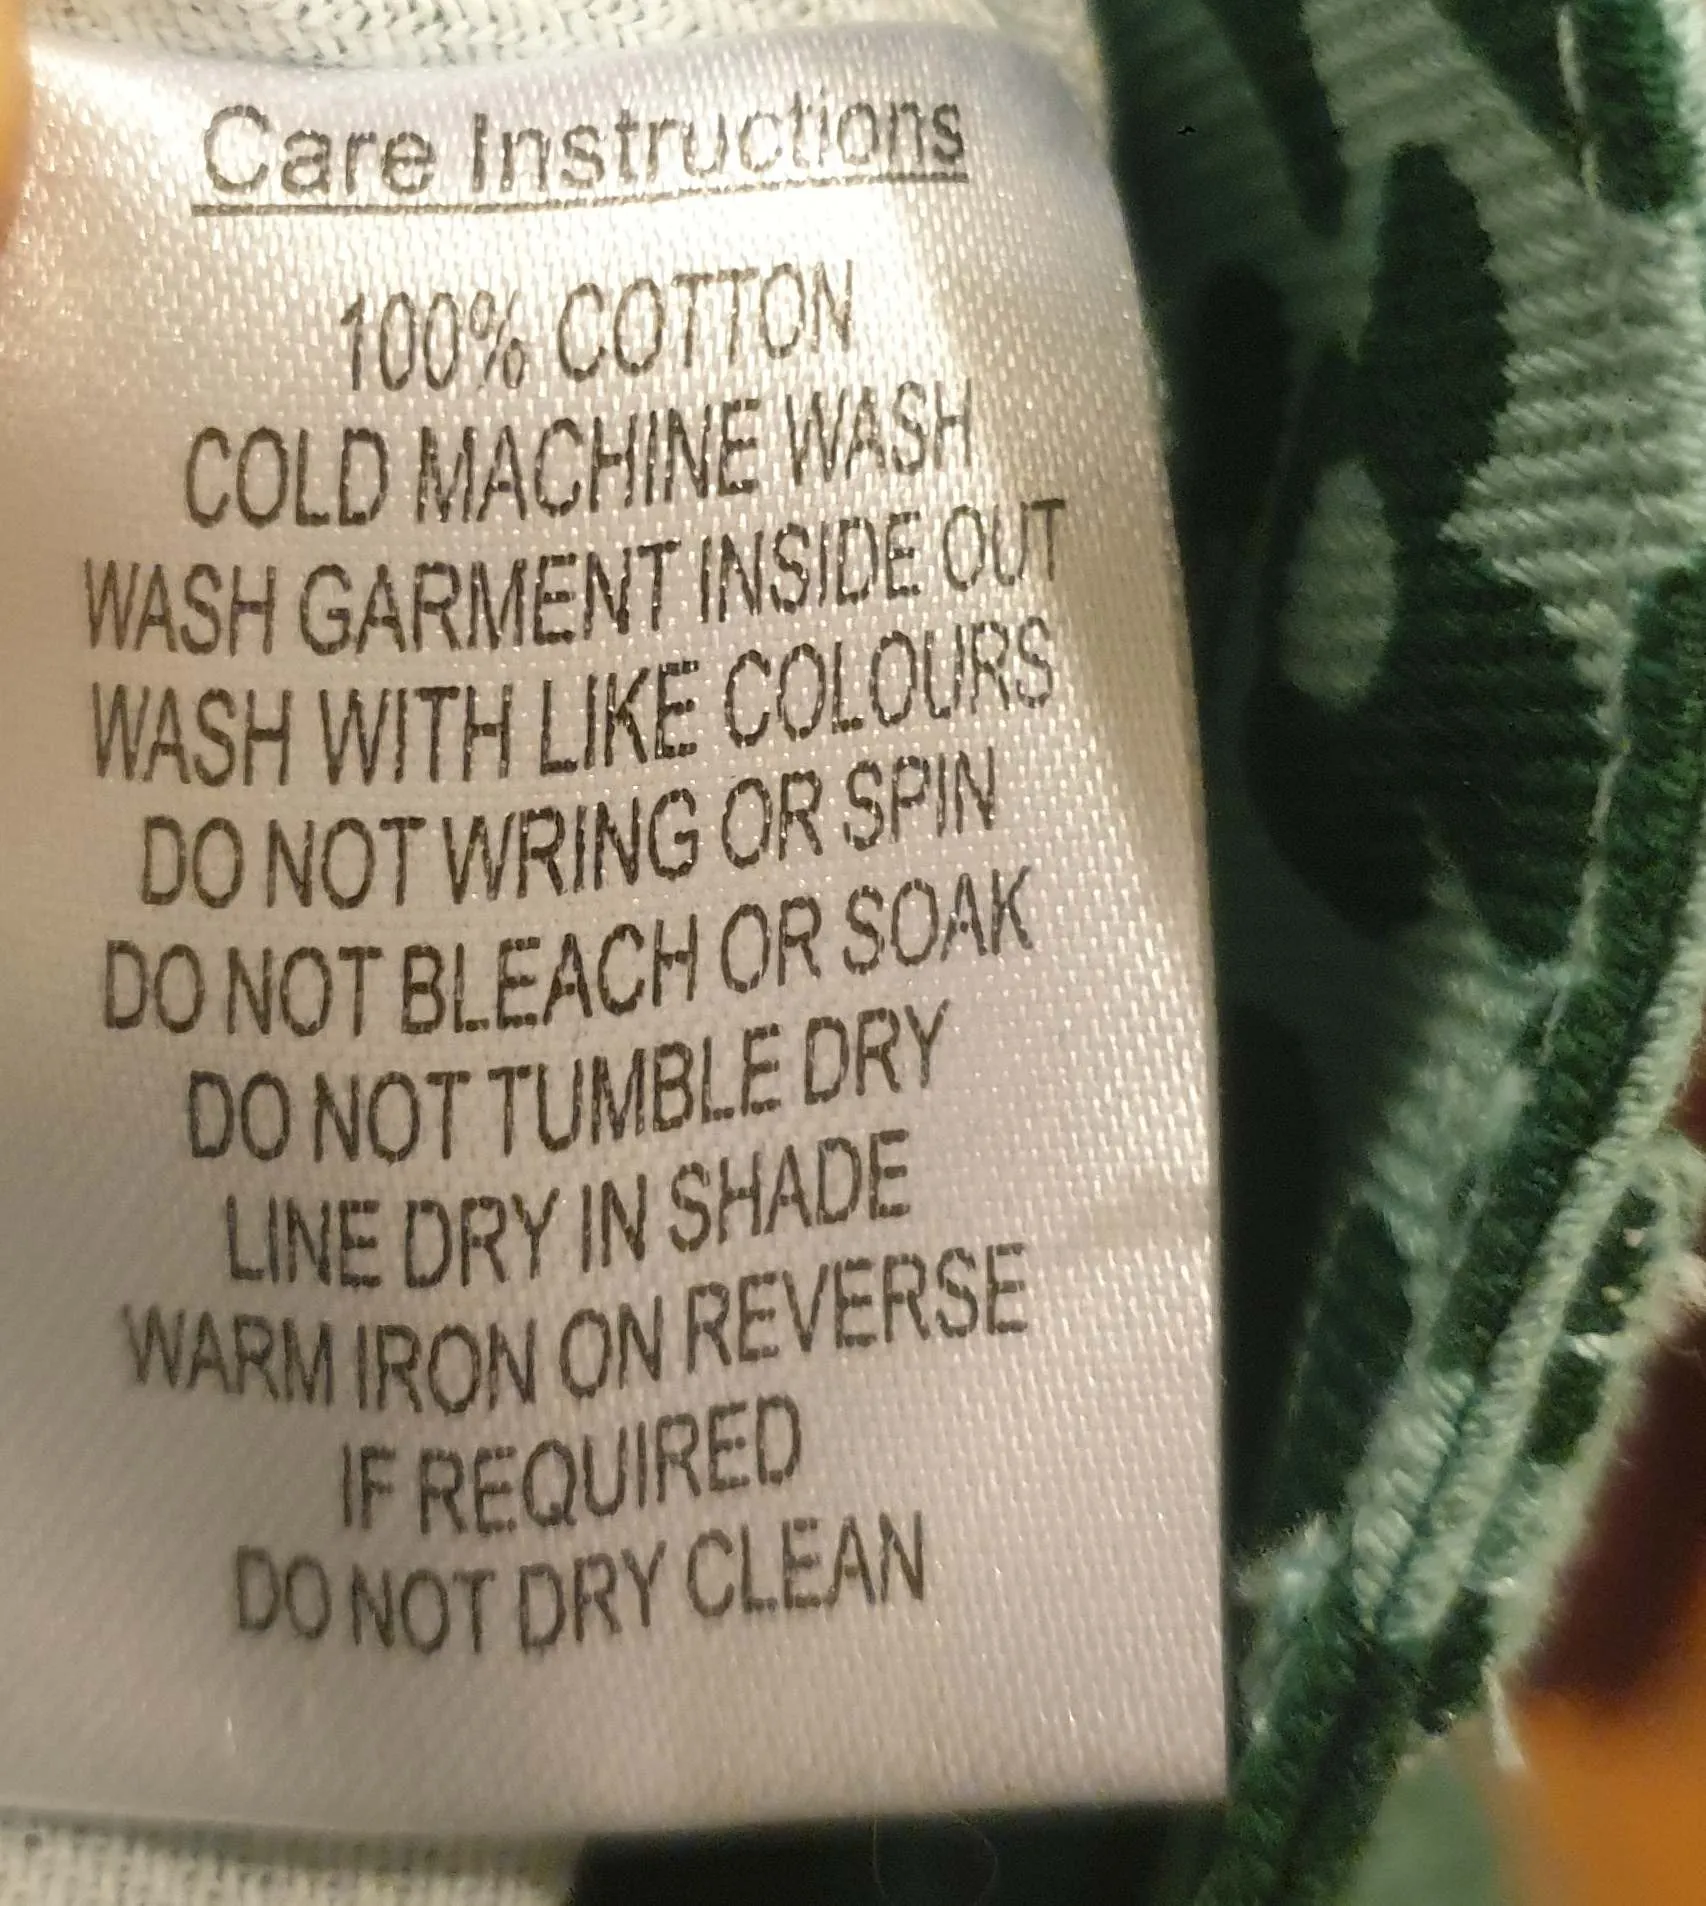 Care Instructions
100% COTTON
COLD MACHINE WASH
WASH GARMENT INSIDE OUT
WASH WITH LIKE COLOURS
DO NOT WRING OR SPIN
DO NOT BLEACH OR SOAK
DO NOT TUMBLE DRY
LINE DRY IN SHADE
WARM IRON ON REVERSE
IF REQUIRED
DO NOT DRY CLEAN